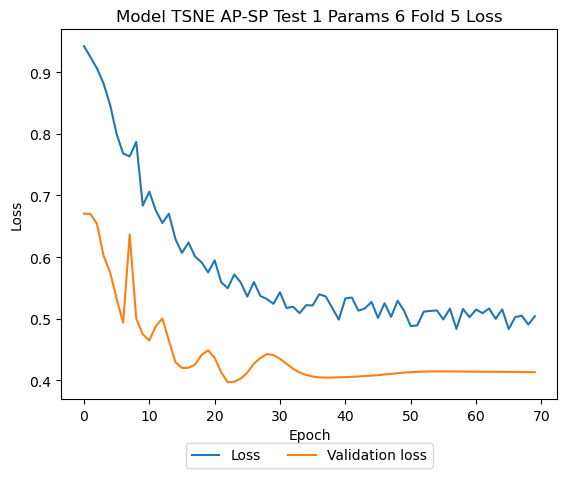 Model TSNE AP-SP Test 1 Params 6 Fold 5 Loss
0.9
0.8
0.7
0.6
0.5
0.4
Loss
0 10 20 30 40 50 60 70
Epoch
Loss Validation loss